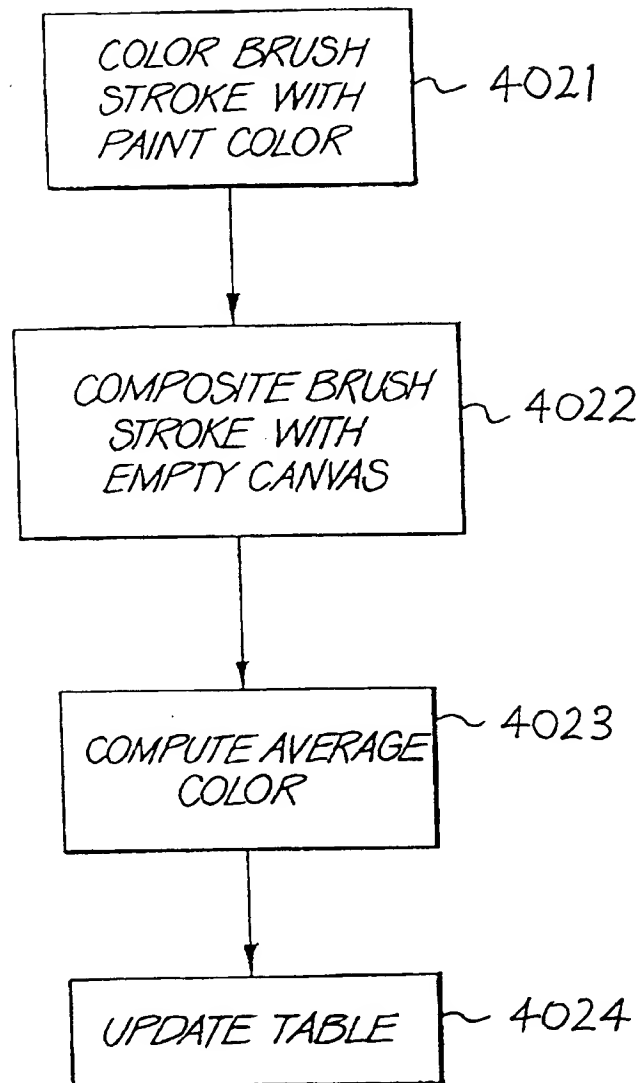 COLOR BRUSH
STROKE WITH
PAINT COLOR
4021
COMPOSITE BRUSH
STROKE WITH
EMPTY CANVAS
4022
COMPUTE AVERAGE
COLOR
4023
UPDATE TABLE
4024